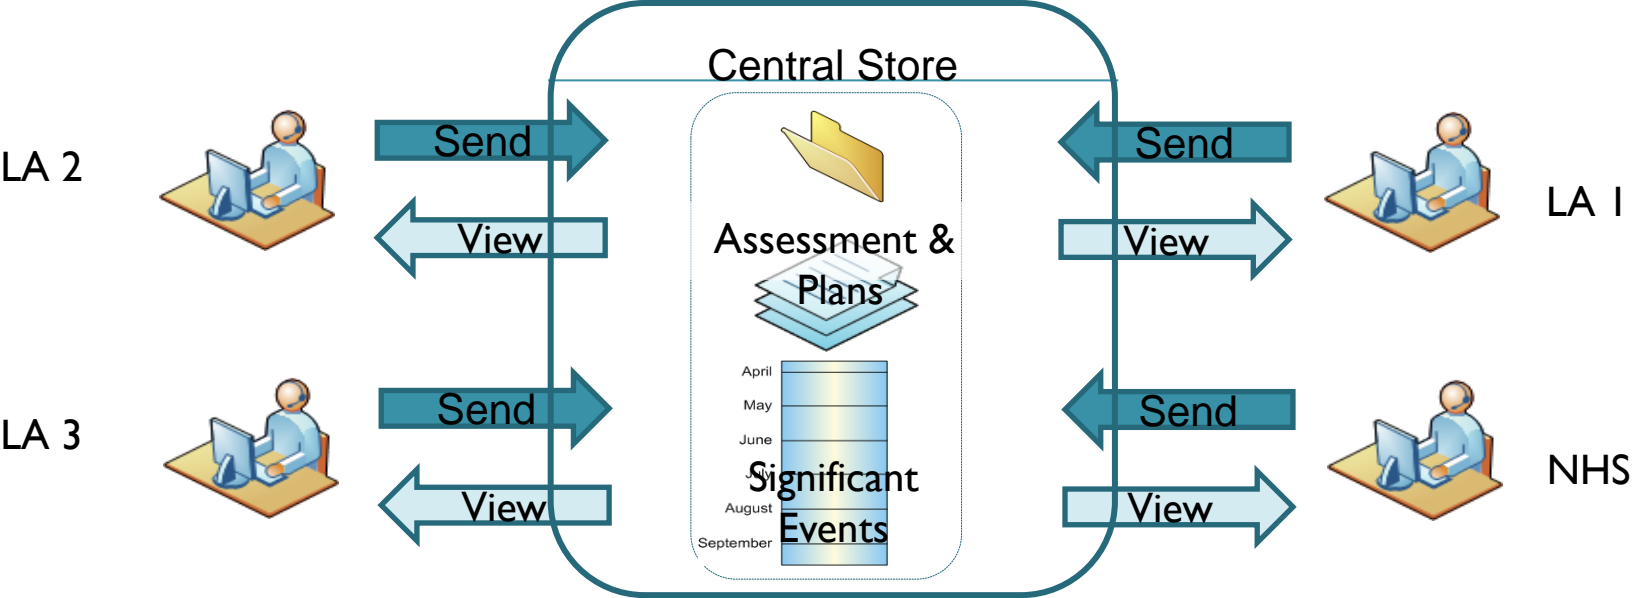 Central Store
LA 2
Send
View
Send
View
LA 1
Assessment &
Plans
LA 3
Send
View
April
May
June
July
August
September
Significant
Events
Send
View
NHS